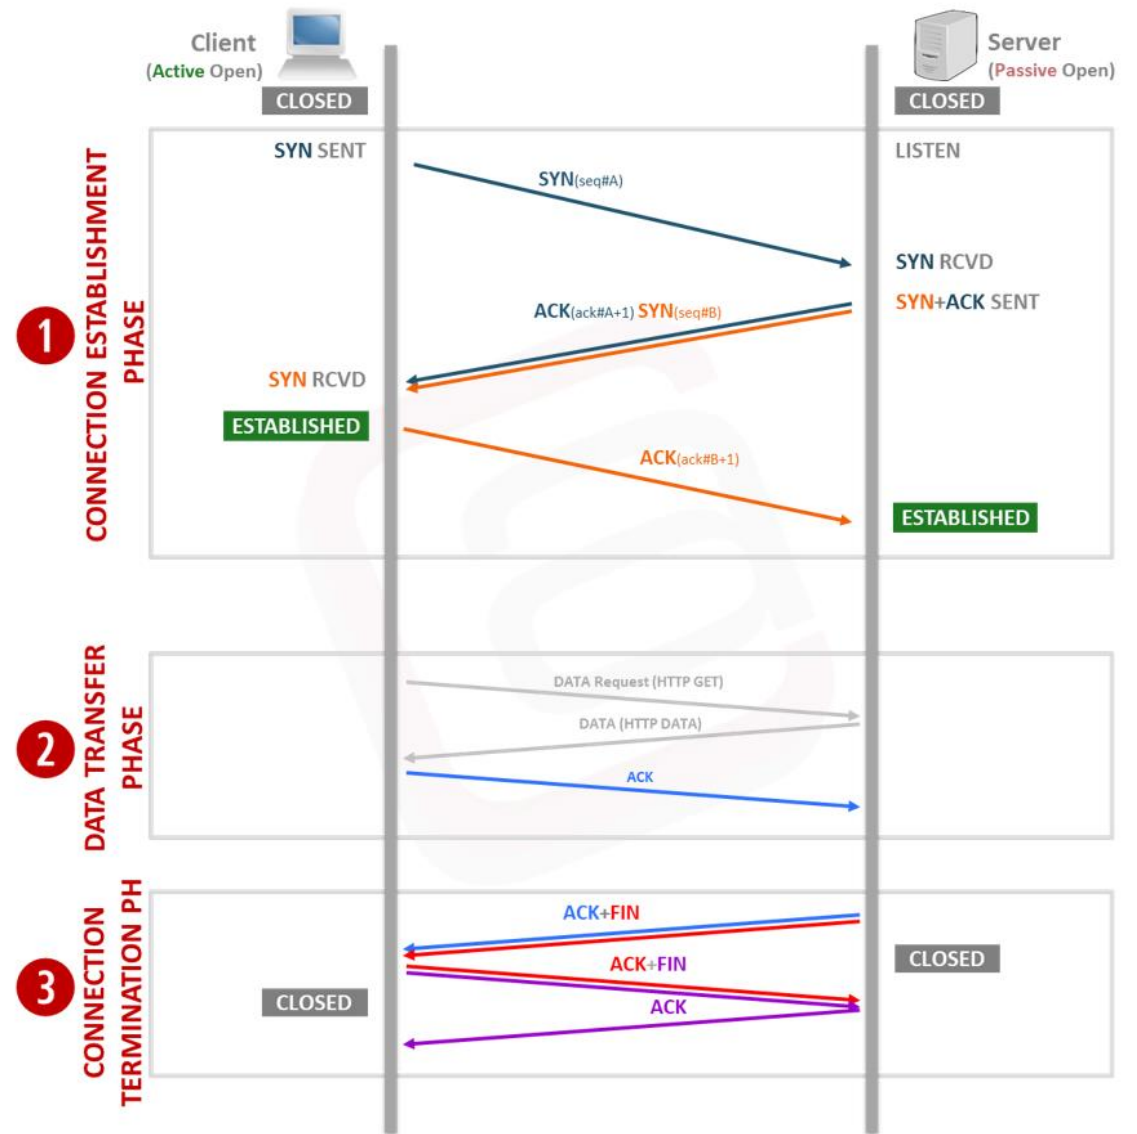 Client
(Active Open)
CLOSED
Server
(Passive Open)
CLOSED
1
CONNECTION ESTABLISHMENT
PHASE
SYN SENT
LISTEN
SYN(seq#A)
SYN RCVD
SYN+ACK SENT
ACK(ack#A+1) SYN(seq#B)
SYN RCVD
ESTABLISHED
ACK(ack#B+1)
ESTABLISHED
2
DATA TRANSFER
PHASE
DATA Request (HTTP GET)
DATA (HTTP DATA)
ACK
3
CONNECTION
TERMINATION PH
ACK+FIN
CLOSED
ACK+FIN
CLOSED
ACK